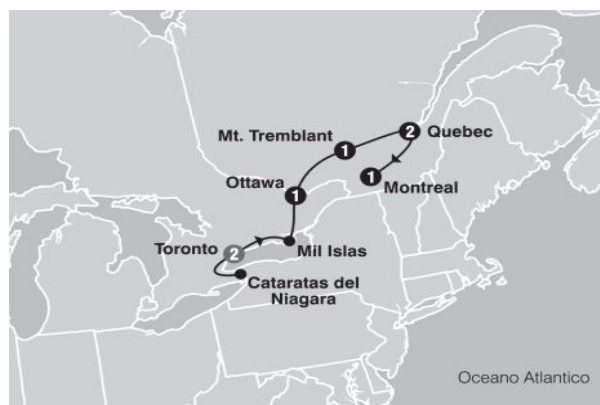 Mt. Tremblant
1
2
Quebec
Ottawa
1
1
Montreal
Toronto
2
Mil Islas
Cataratas del
Niagara
Oceano Atlantico